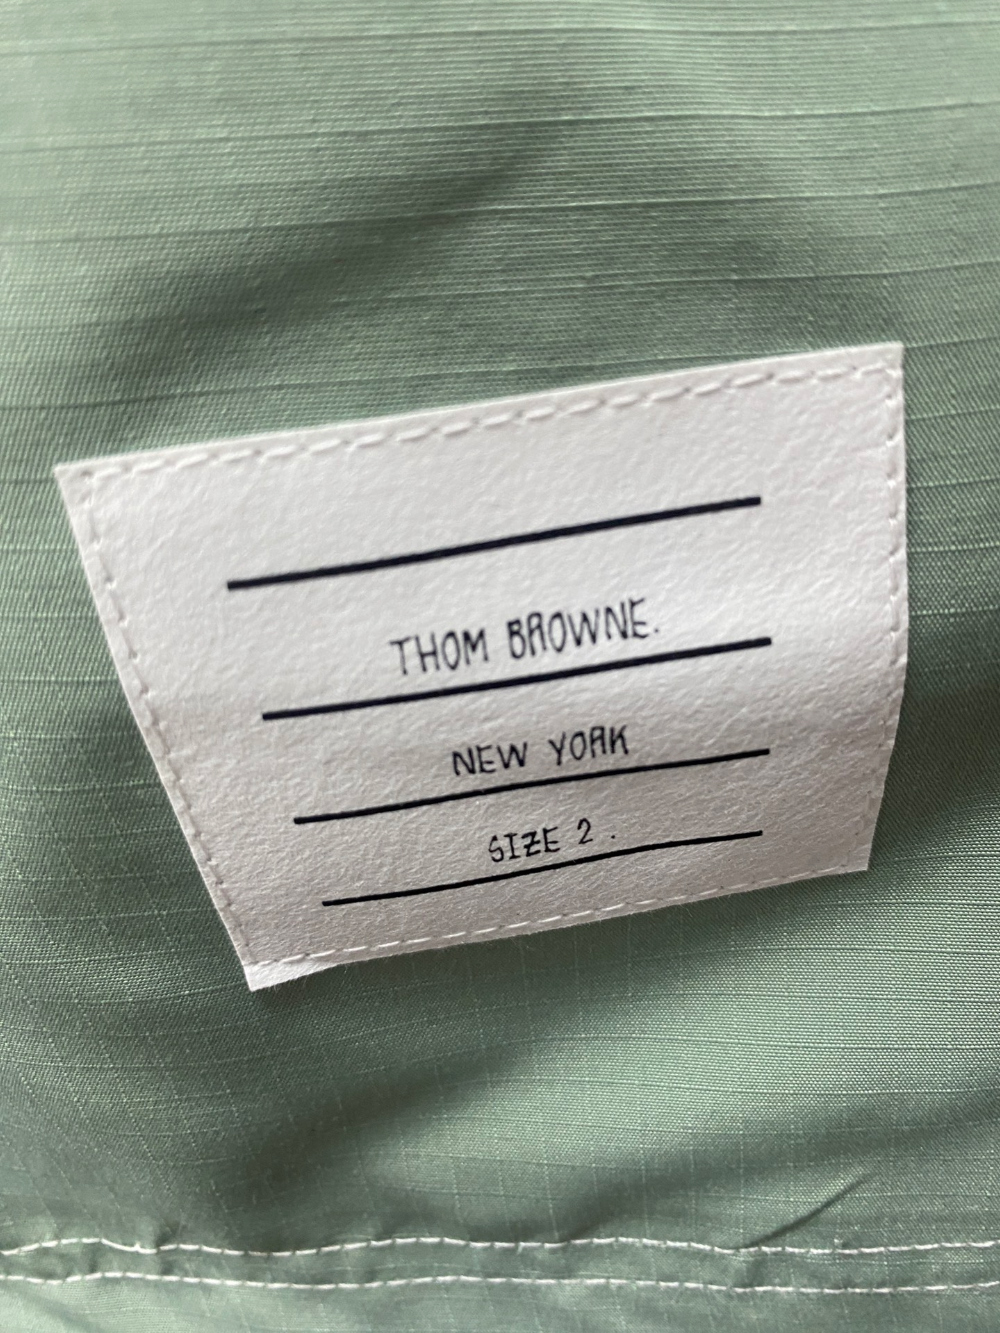 THOM BROWNE.
NEW YORK
SIZE 2 .